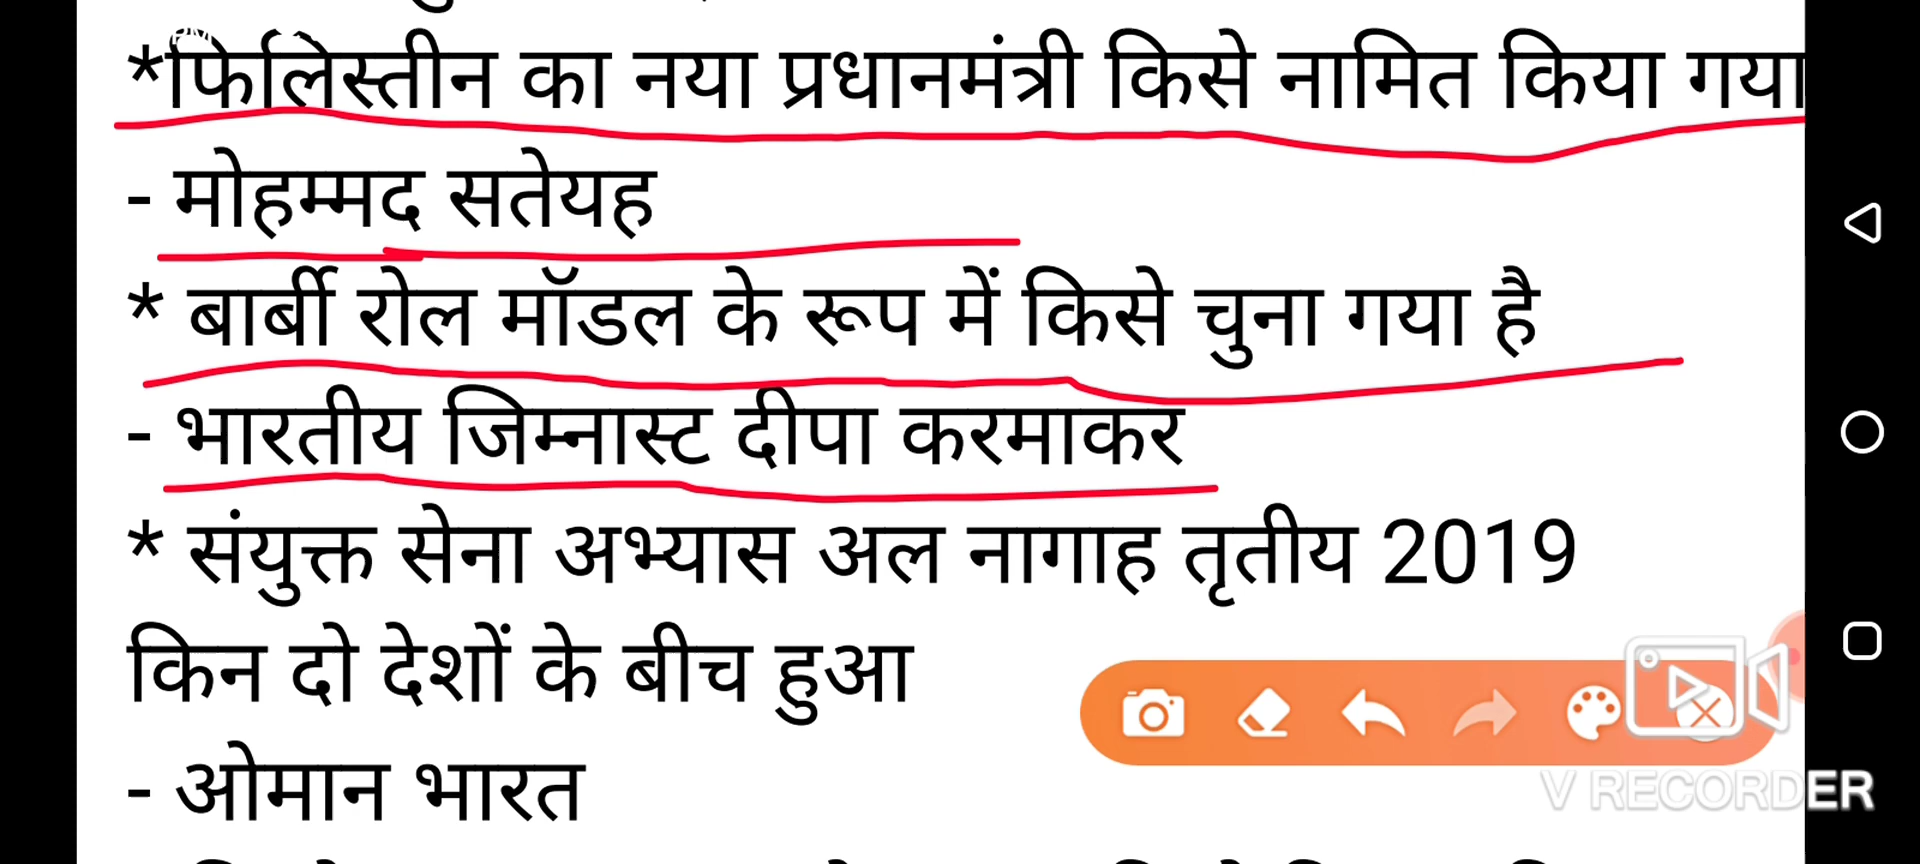 *फिलिस्तीन का नया प्रधानमंत्री किसे नामित किया गया
- मोहम्मद सतेयह
* बार्बी रोल मॉडल के रूप में किसे चुना गया है
- भारतीय जिम्नास्ट दीपा करमाकर
* संयुक्त सेना अभ्यास अल नागाह तृतीय 2019
किन दो देशों के बीच हुआ
- ओमान भारत
V RECORDER